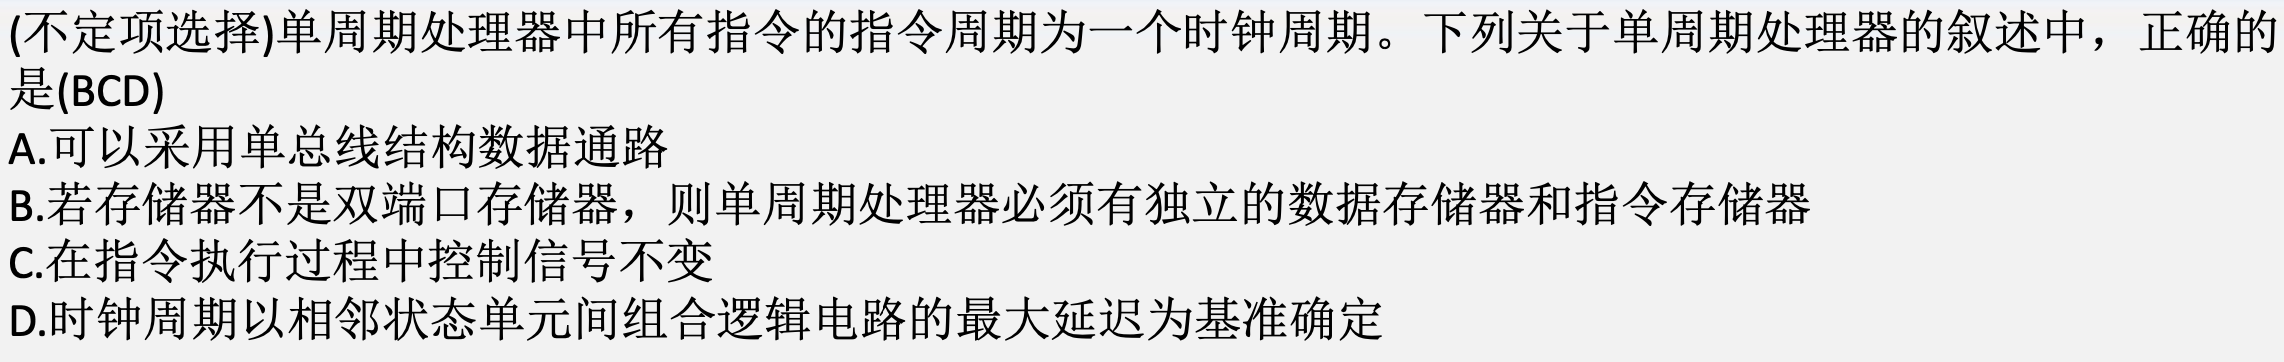 (不定项选择)单周期处理器中所有指令的指令周期为一个时钟周期。下列关于单周期处理器的叙述中，正确的
是(BCD)
A.可以采用单总线结构数据通路
B.若存储器不是双端口存储器，则单周期处理器必须有独立的数据存储器和指令存储器
C.在指令执行过程中控制信号不变
D.时钟周期以相邻状态单元间组合逻辑电路的最大延迟为基准确定